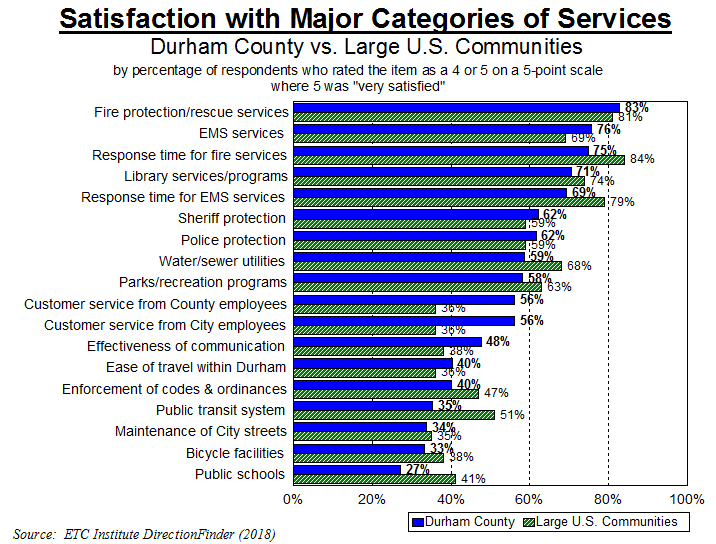 Satisfaction with Major Categories of Services
Durham County vs. Large U.S. Communities
by percentage of respondents who rated the item as a 4 or 5 on a 5-point scale
where 5 was "very satisfied"
Fire protection/rescue services 83% 81%
EMS services 76% 69%
Response time for fire services 75% 84%
Library services/programs 71% 74%
Response time for EMS services 69% 79%
Sheriff protection 62% 59%
Police protection 62% 59%
Water/sewer utilities 59% 68%
Parks/recreation programs 58% 63%
Customer service from County employees 56% 36%
Customer service from City employees 56% 36%
Effectiveness of communication 48% 38%
Ease of travel within Durham 40% 36%
Enforcement of codes & ordinances 40% 47%
Public transit system 35% 51%
Maintenance of City streets 34% 35%
Bicycle facilities 33% 38%
Public schools 27% 41%
0% 20% 40% 60% 80% 100%
Durham County Large U.S. Communities
Source: ETC Institute DirectionFinder (2018)